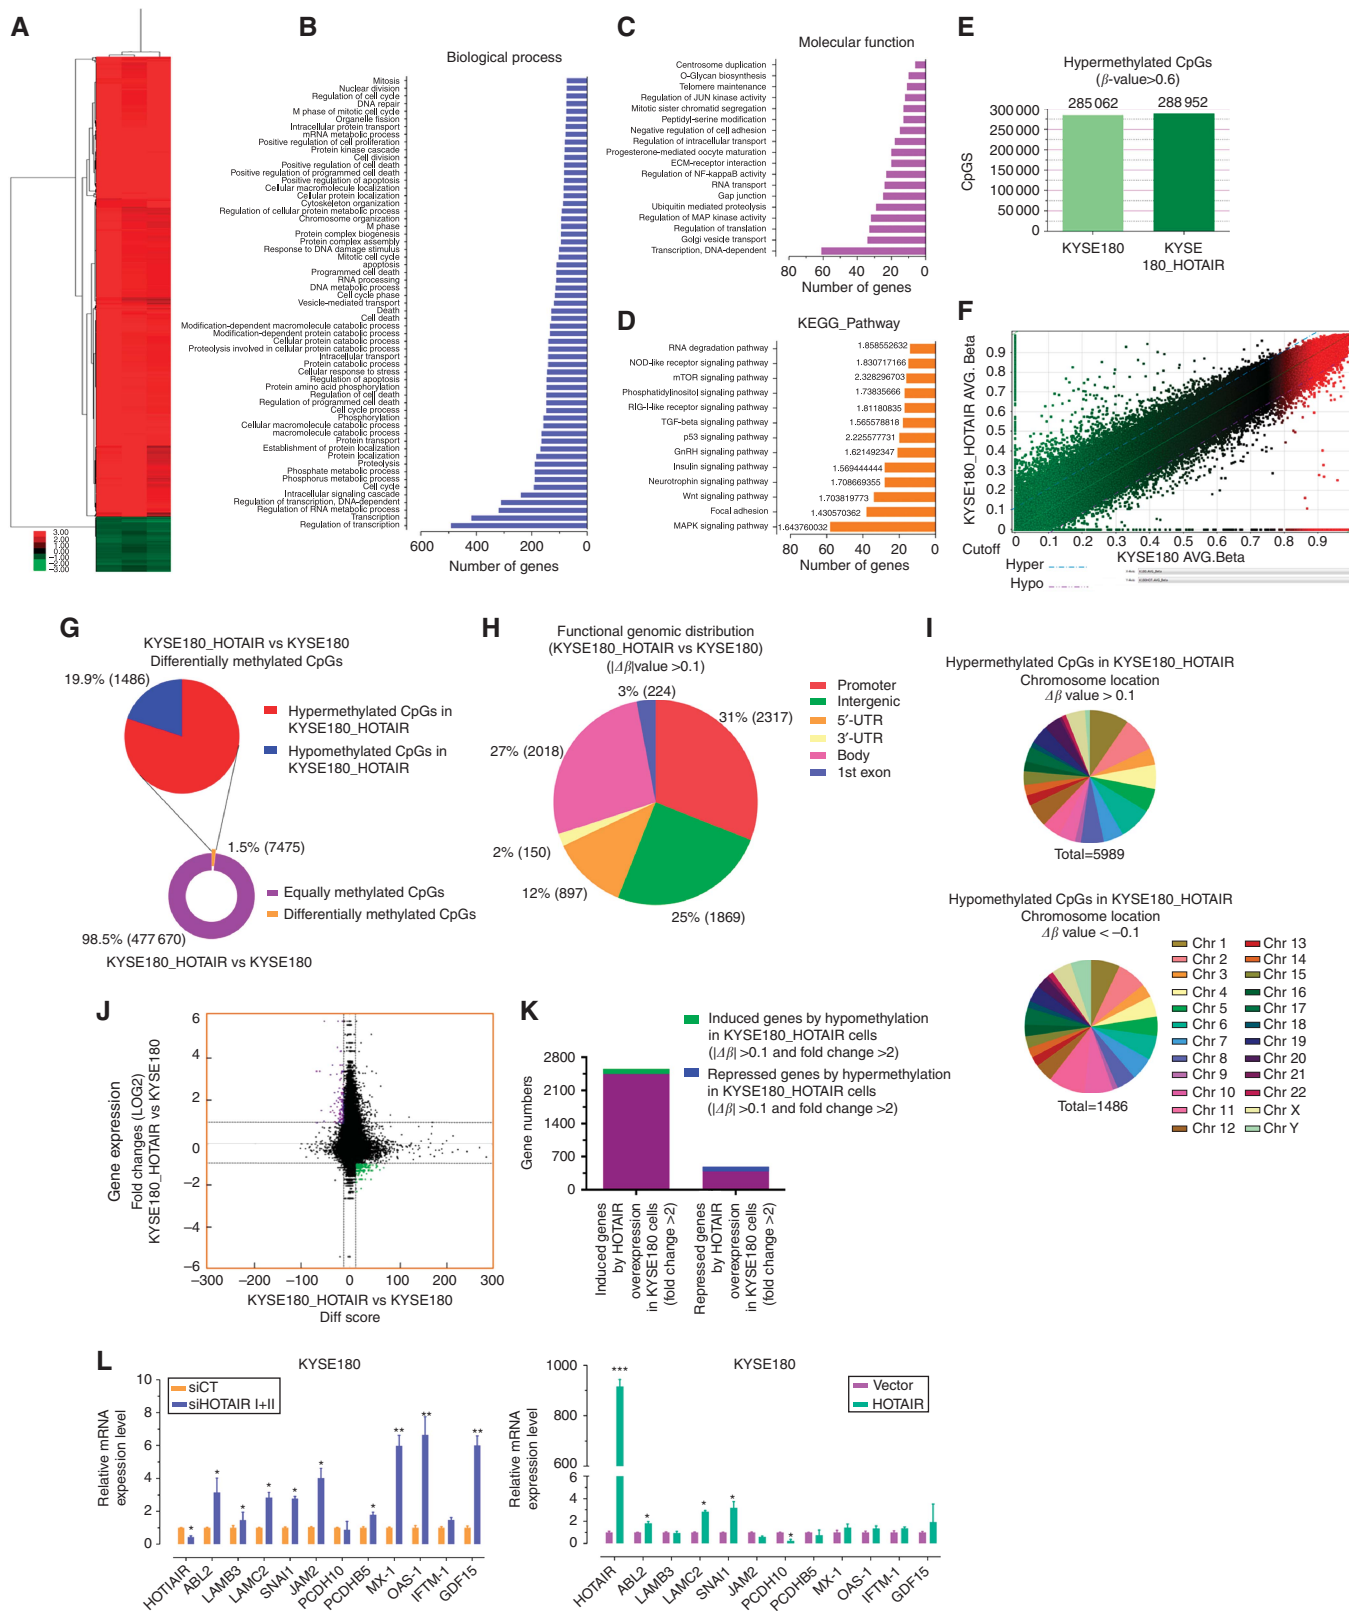 A
3.00
2.00
1.00
0.00
−1.00
−2.00
−3.00
B
Biological process
Mitosis
Nuclear division
Regulation of cell cycle
DNA repair
M phase of mitotic cell cycle
Organelle fission
Intracellular protein transport
mRNA metabolic process
Positive regulation of cell proliferation
Protein kinase cascade
Cell division
Positive regulation of cell death
Positive regulation of programmed cell death
Positive regulation of apoptosis
Cellular macromolecule localization
Cellular protein localization
Cytoskeleton organization
Regulation of cellular protein metabolic process
Chromosome organization
M phase
Protein complex biogenesis
Protein complex assembly
Response to DNA damage stimulus
Mitotic cell cycle
apoptosis
Programmed cell death
RNA processing
DNA metabolic process
Cell cycle phase
Vesicle-mediated transport
Death
Cell death
Modification-dependent macromolecule catabolic process
Modification-dependent protein catabolic process
Cellular protein catabolic process
Proteolysis involved in cellular protein catabolic process
Intracellular transport
Protein catabolic process
Cellular response to stress
Regulation of apoptosis
Protein amino acid phosphorylation
Regulation of cell death
Regulation of programmed cell death
Cell cycle process
Phosphorylation
Cellular macromolecule catabolic process
macromolecule catabolic process
Protein transport
Establishment of protein localization
Protein localization
Proteolysis
Phosphate metabolic process
Phosphorus metabolic process
Cell cycle
Intracellular signaling cascade
Regulation of transcription, DNA-dependent
Regulation of RNA metabolic process
Transcription
Regulation of transcription
600 400 200 0
Number of genes
C
Molecular function
Centrosome duplication
O-Glycan biosynthesis
Telomere maintenance
Regulation of JUN kinase activity
Mitotic sister chromatid segregation
Peptidyl-serine modification
Negative regulation of cell adhesion
Regulation of intracellular transport
Progesterone-mediated oocyte maturation
ECM-receptor interaction
Regulation of NF-kappaB activity
RNA transport
Gap junction
Ubiquitin mediated proteolysis
Regulation of MAP kinase activity
Regulation of translation
Golgi vesicle transport
Transcription, DNA-dependent
80 60 40 20 0
Number of genes
D
KEGG_Pathway
RNA degradation pathway 1.858552632
NOD-like receptor signaling pathway 1.830717166
mTOR signaling pathway 2.328296703
Phosphatidylinositol signaling pathway 1.73835666
RIG-I-like receptor signaling pathway 1.81180835
TGF-beta signaling pathway 1.565578818
p53 signaling pathway 2.225577731
GnRH signaling pathway 1.621492347
Insulin signaling pathway 1.569444444
Neurotrophin signaling pathway 1.708669355
Wnt signaling pathway 1.703819773
Focal adhesion 1.430570362
MAPK signaling pathway 1.643760032
80 60 40 20 0
Number of genes
E
Hypermethylated CpGs
(β-value>0.6)
285 062 288 952
300 000
250 000
200 000
150 000
100 000
50 000
0
CpGS
KYSE180 KYSE
180_HOTAIR
F
KYSE180_HOTAIR AVG. Beta
0.9
0.8
0.7
0.6
0.5
0.4
0.3
0.2
0.1
0
0 0.1 0.2 0.3 0.4 0.5 0.6 0.7 0.8 0.9
KYSE180 AVG.Beta
Cutoff
Hyper
Hypo
G
KYSE180_HOTAIR vs KYSE180
Differentially methylated CpGs
19.9% (1486)
Hypermethylated CpGs in
KYSE180_HOTAIR
Hypomethylated CpGs in
KYSE180_HOTAIR
1.5% (7475)
Equally methylated CpGs
Differentially methylated CpGs
98.5% (477 670)
KYSE180_HOTAIR vs KYSE180
H
Functional genomic distribution
(KYSE180_HOTAIR vs KYSE180)
(|Δβ|value >0.1)
3% (224)
31% (2317)
27% (2018)
2% (150)
12% (897)
25% (1869)
Promoter
Intergenic
5′-UTR
3′-UTR
Body
1st exon
I
Hypermethylated CpGs in KYSE180_HOTAIR
Chromosome location
Δβ value > 0.1
Total=5989
Hypomethylated CpGs in KYSE180_HOTAIR
Chromosome location
Δβ value < −0.1
Total=1486
Chr 1 Chr 13
Chr 2 Chr 14
Chr 3 Chr 15
Chr 4 Chr 16
Chr 5 Chr 17
Chr 6 Chr 18
Chr 7 Chr 19
Chr 8 Chr 20
Chr 9 Chr 21
Chr 10 Chr 22
Chr 11 Chr X
Chr 12 Chr Y
J
Gene expression
Fold changes (LOG2)
KYSE180_HOTAIR vs KYSE180
6
4
2
0
−2
−4
−6
−300 −200 −100 0 100 200 300
KYSE180_HOTAIR vs KYSE180
Diff score
K
Induced genes by hypomethylation
in KYSE180_HOTAIR cells
(|Δβ| >0.1 and fold change >2)
Repressed genes by hypermethylation
in KYSE180_HOTAIR cells
(|Δβ| >0.1 and fold change >2)
Gene numbers
2800
2100
1400
700
0
Induced genes
by HOTAIR
overexpression
in KYSE180 cells
(fold change >2)
Repressed genes
by HOTAIR
overexpression
in KYSE180 cells
(fold change >2)
L
KYSE180
siCT
siHOTAIR I+II
Relative mRNA
expession level
10
8
6
4
2
0
* * * * * * * ** ** **
HOTIAIR ABL2 LAMB3 LAMC2 SNAI1 JAM2 PCDH10 PCDHB5 MX-1 OAS-1 IFTM-1 GDF15
KYSE180
Vector
HOTAIR
Relative mRNA
expression level
1000
800
600
6
4
2
0
*** * * * *
HOTAIR ABL2 LAMB3 LAMC2 SNAI1 JAM2 PCDH10 PCDHB5 MX-1 OAS-1 IFTM-1 GDF15